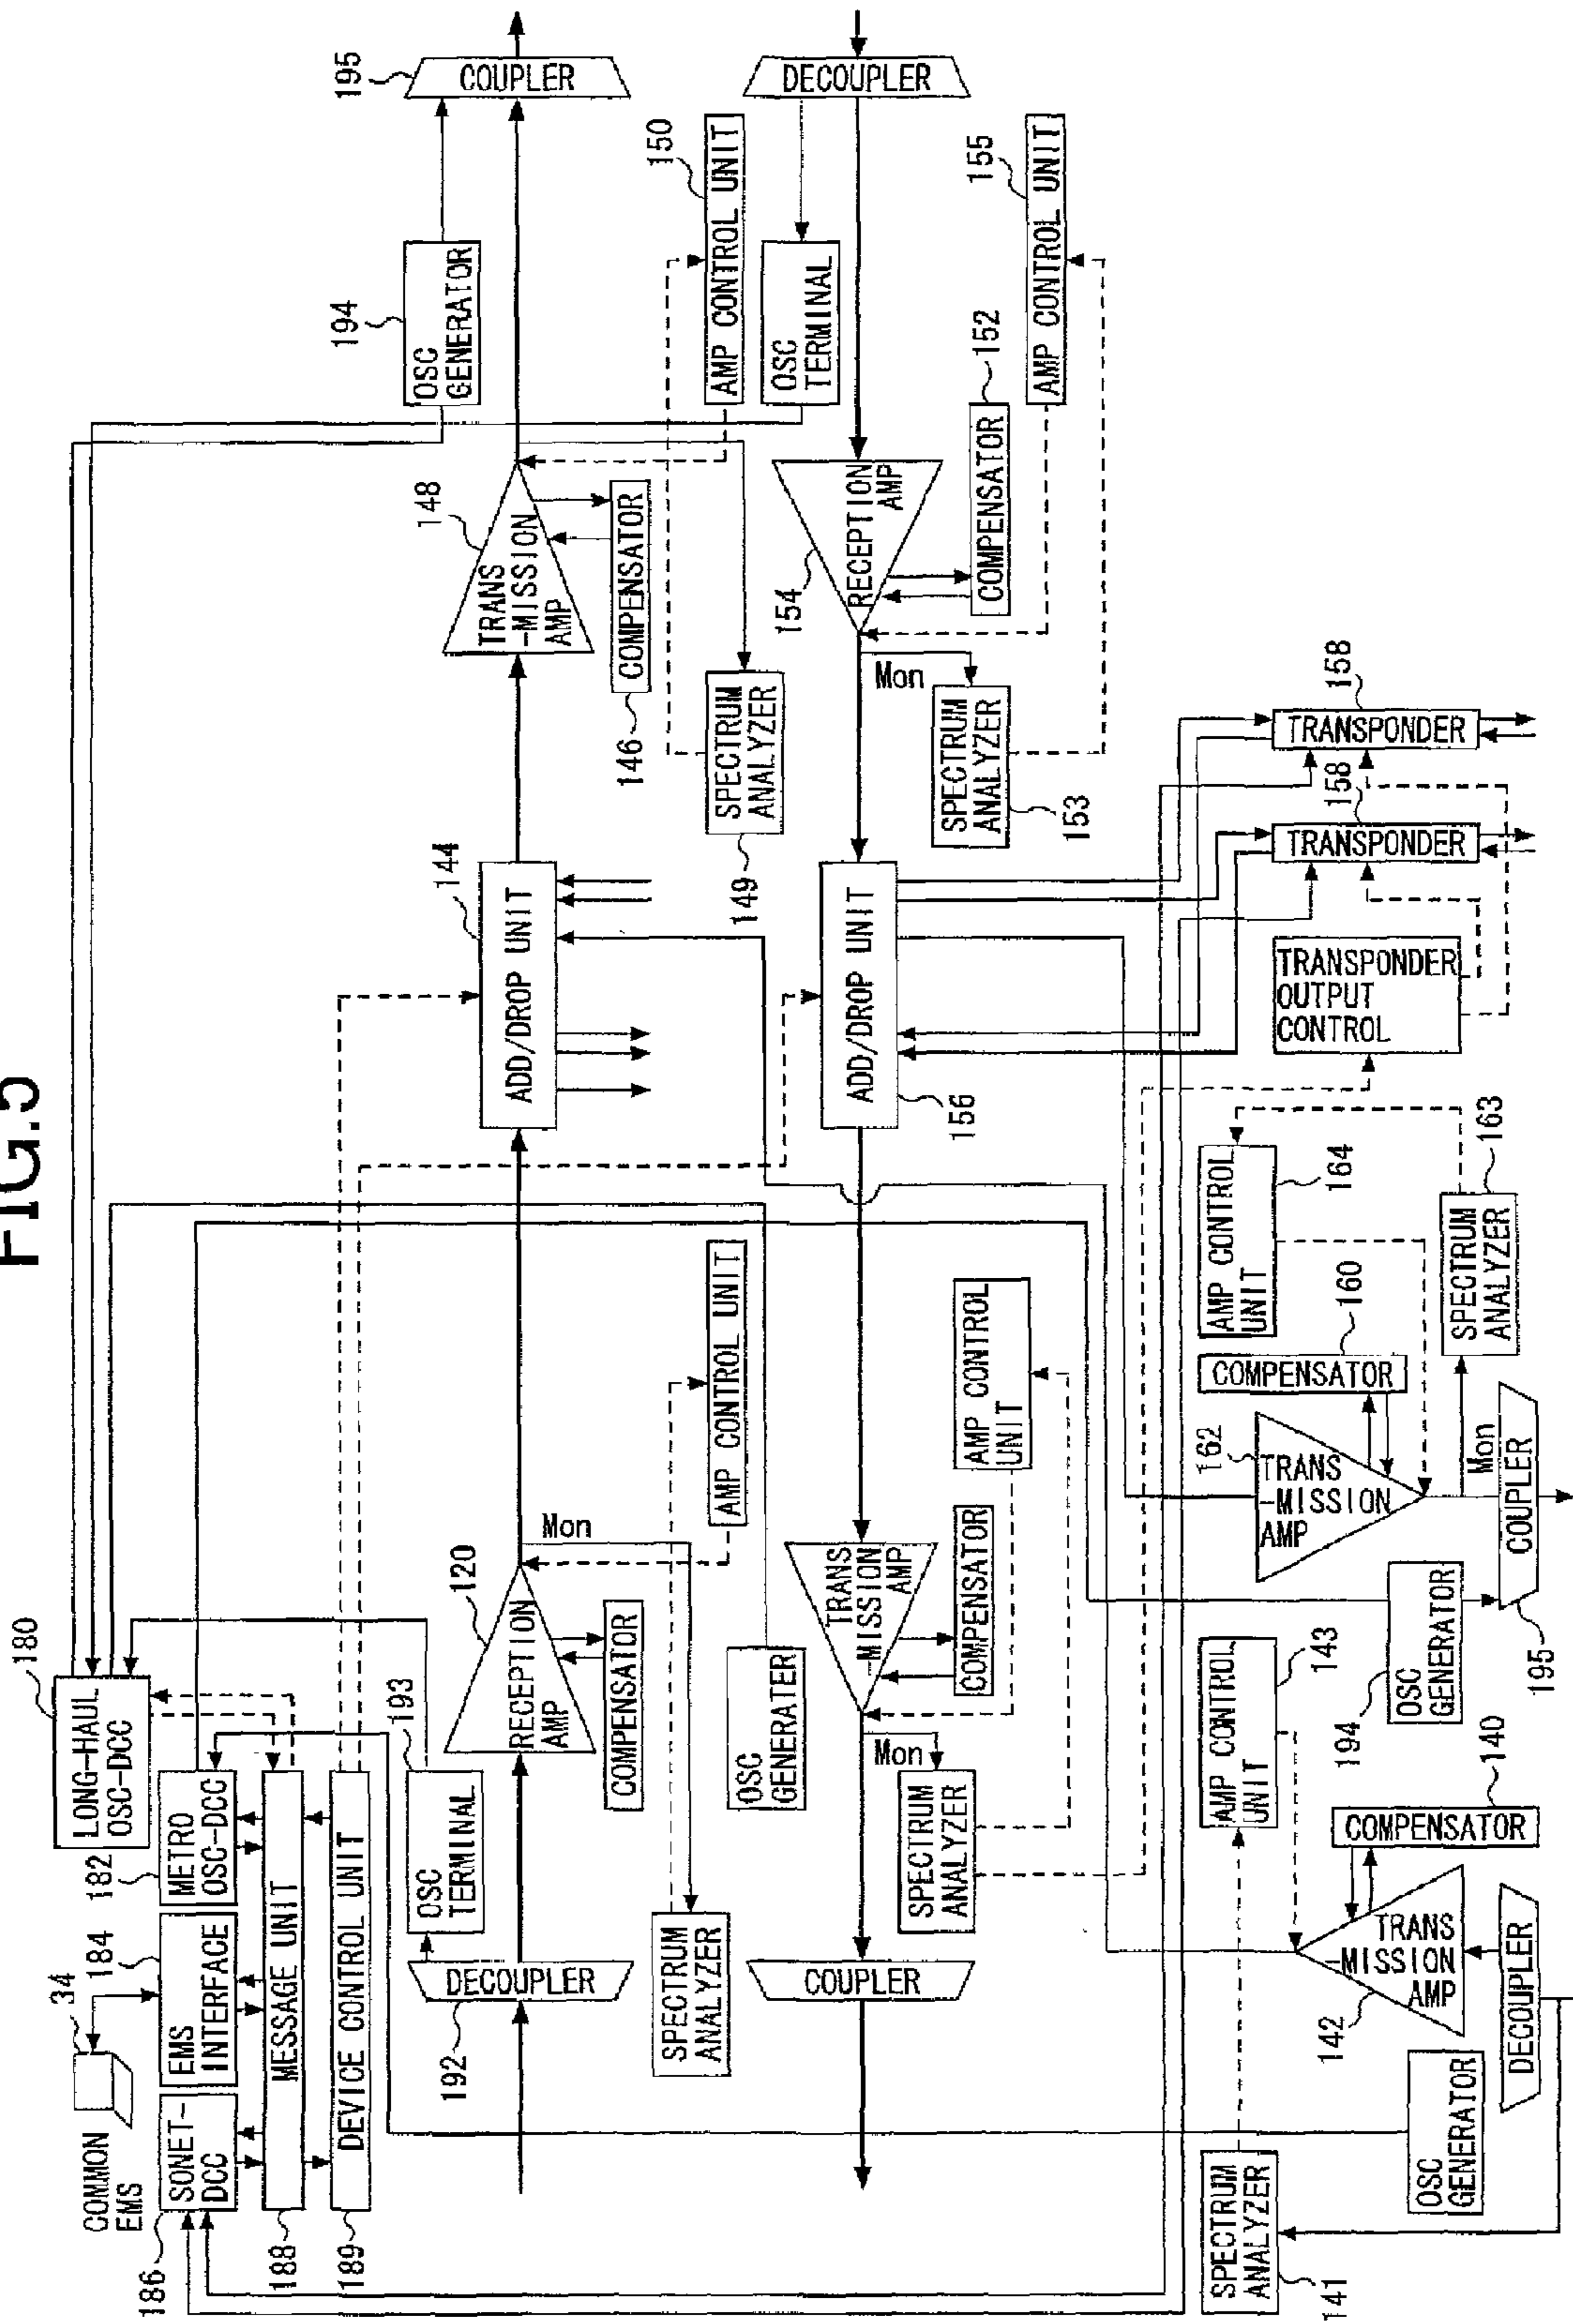 FIG.5
180
LONG-HAUL
OSC-DCC
182
METRO
OSC-DCC
184
EMS
INTERFACE
34
COMMON
EMS
186
SONET-
DCC
188
MESSAGE UNIT
189
DEVICE CONTROL UNIT
192
DECOUPLER
193
OSC
TERMINAL
120
RECEPTION
AMP
Mon
COMPENSATOR
SPECTRUM
ANALYZER
AMP CONTROL UNIT
144
ADD/DROP UNIT
148
TRANS
-MISSION
AMP
146
COMPENSATOR
149
SPECTRUM
ANALYZER
150
AMP CONTROL UNIT
194
OSC
GENERATOR
195
COUPLER
DECOUPLER
OSC
TERMINAL
154
RECEPTION
AMP
152
COMPENSATOR
155
AMP CONTROL UNIT
Mon
153
SPECTRUM
ANALYZER
156
ADD/DROP UNIT
OSC
GENERATER
TRANS
-MISSION
AMP
COMPENSATOR
AMP CONTROL
UNIT
Mon
SPECTRUM
ANALYZER
COUPLER
158
TRANSPONDER
158
TRANSPONDER
TRANSPONDER
OUTPUT
CONTROL
164
AMP CONTROL
UNIT
163
SPECTRUM
ANALYZER
160
COMPENSATOR
162
TRANS
-MISSION
AMP
Mon
COUPLER
195
194
OSC
GENERATOR
143
AMP CONTROL
UNIT
140
COMPENSATOR
142
TRANS
-MISSION
AMP
DECOUPLER
OSC
GENERATOR
141
SPECTRUM
ANALYZER